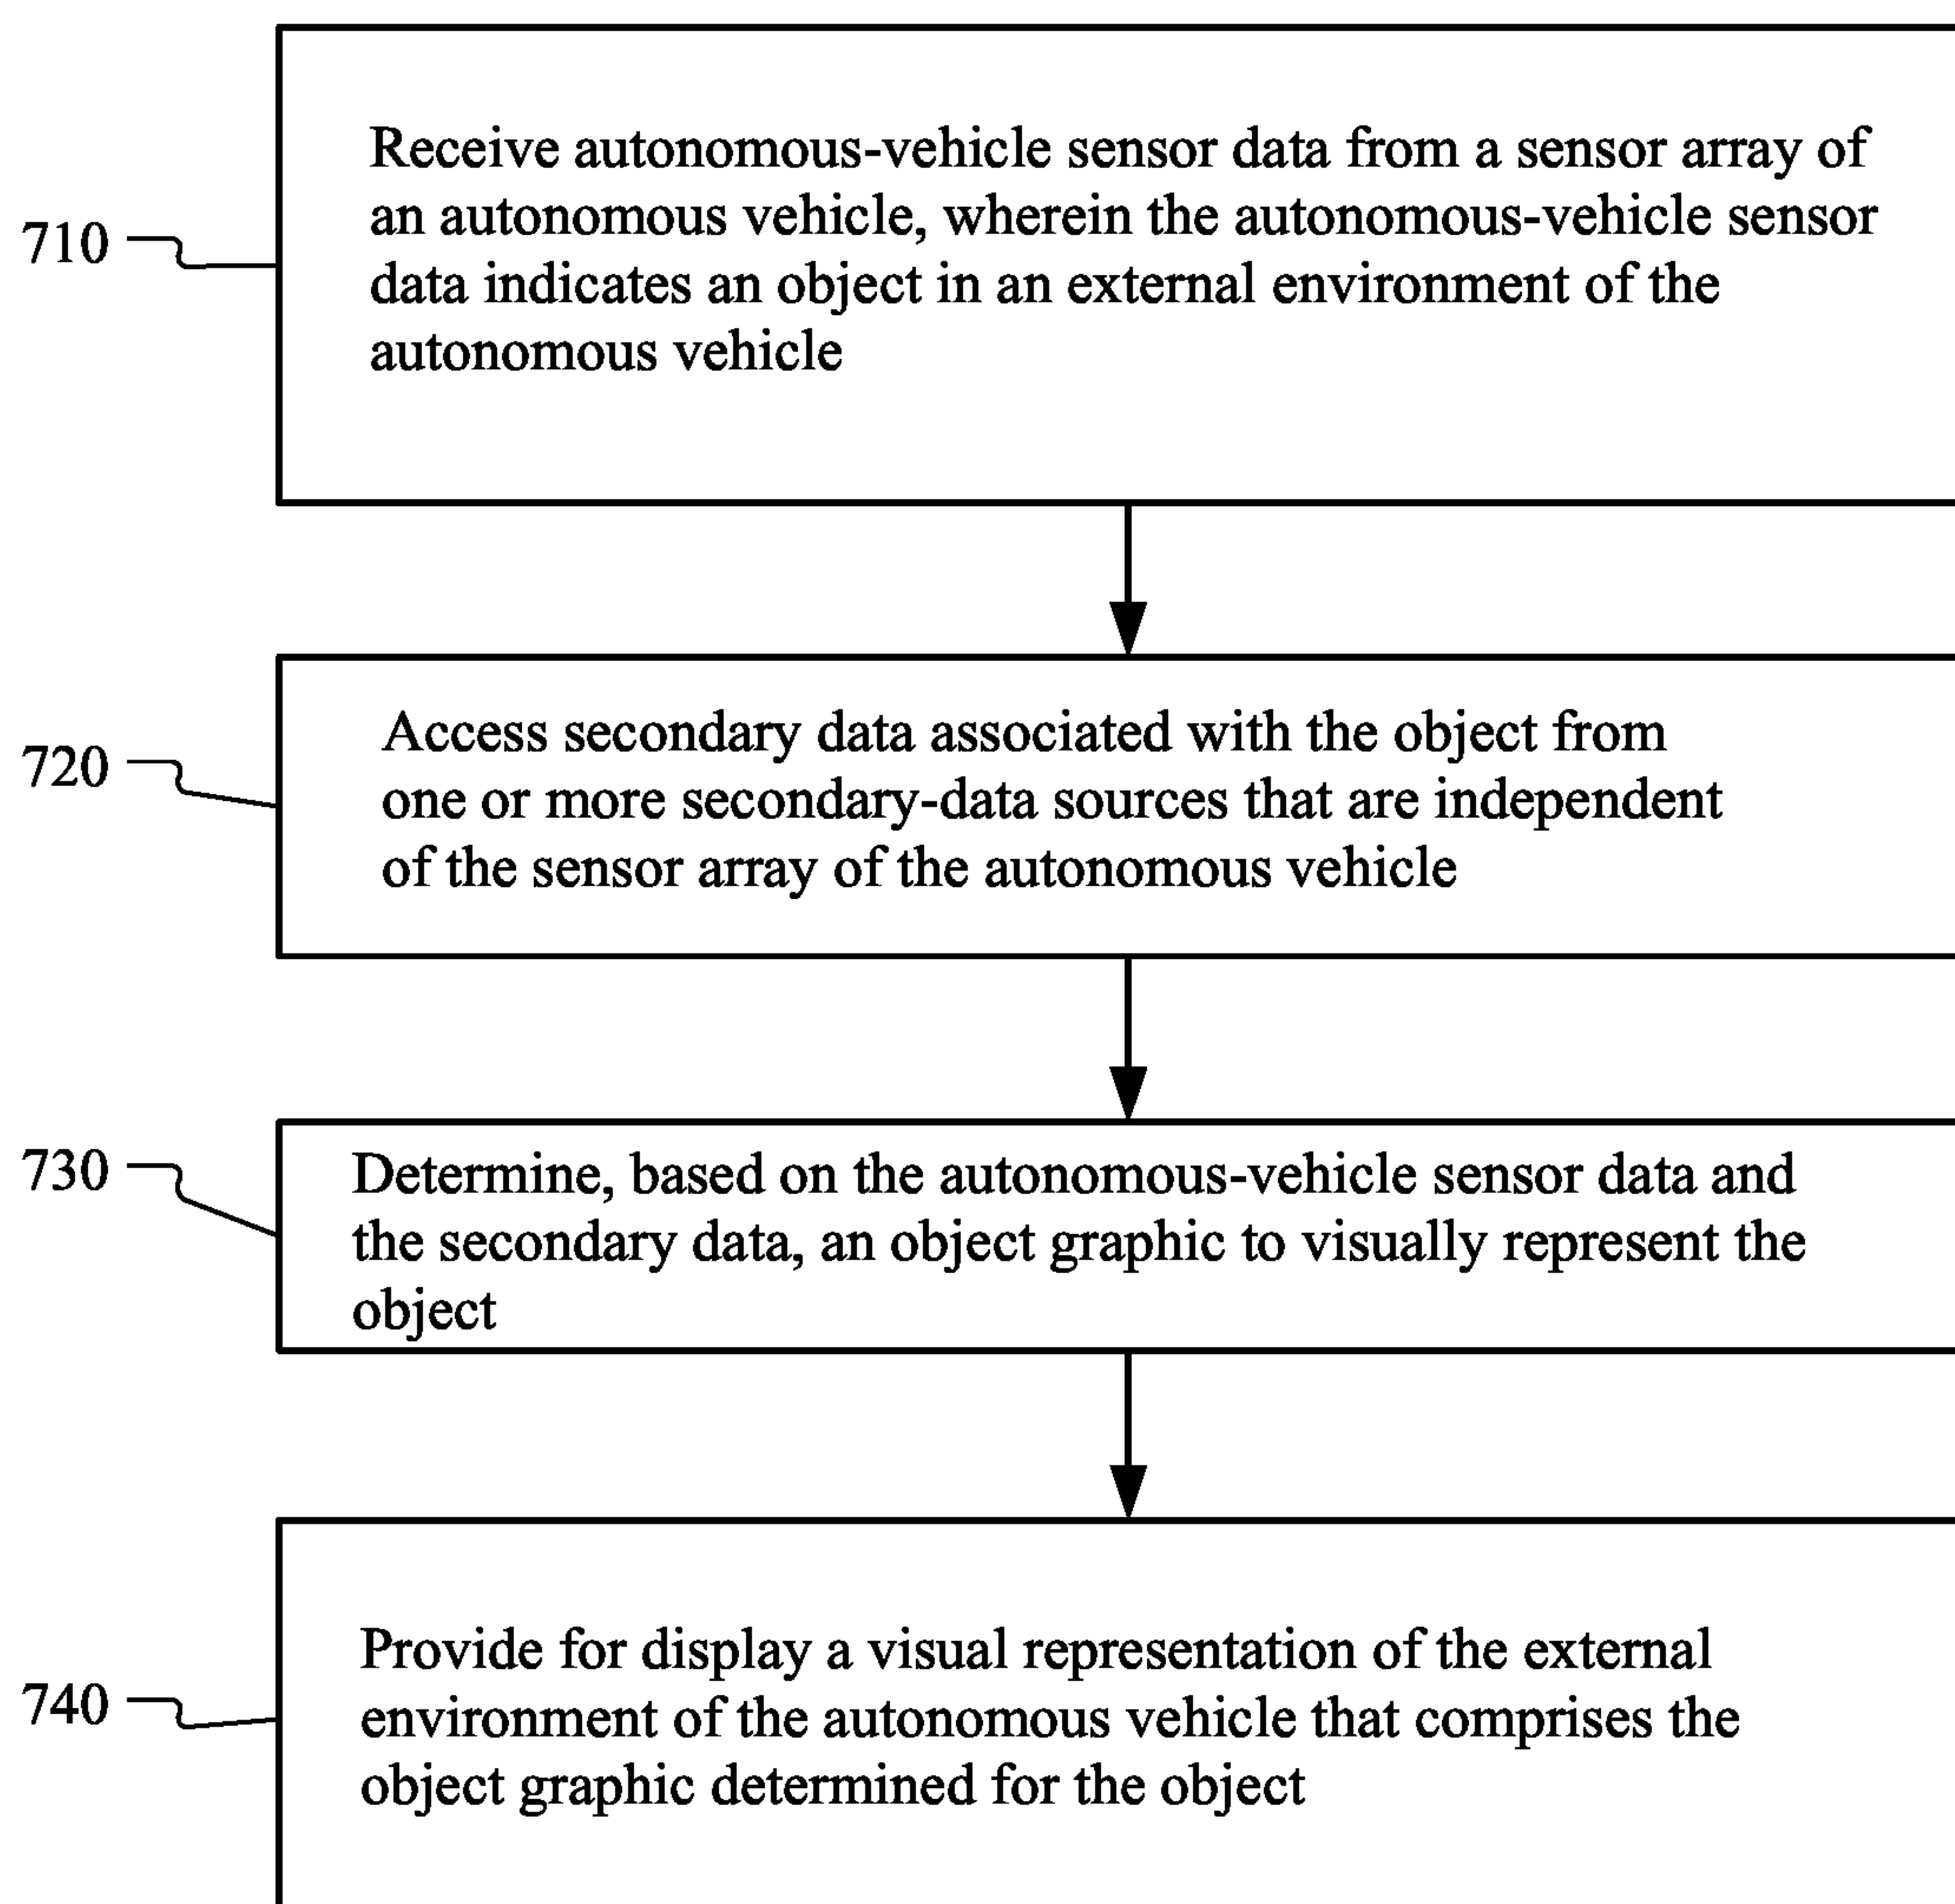 Receive autonomous-vehicle sensor data from a sensor array of
an autonomous vehicle, wherein the autonomous-vehicle sensor
710
data indicates an object in an external environment of the
autonomous vehicle
Access secondary data associated with the object from
720
one or more secondary-data sources that are independent
of the sensor array of the autonomous vehicle
730
Determine, based on the autonomous-vehicle sensor data and
the secondary data, an object graphic to visually represent the
object
Provide for display a visual representation of the external
740
environment of the autonomous vehicle that comprises the
object graphic determined for the object